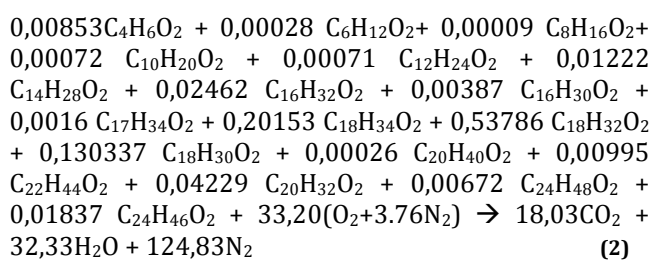 0,00853C₄H₆O₂ + 0,00028 C₆H₁₂O₂+ 0,00009 C₈H₁₆O₂+
0,00072 C₁₀H₂₀O₂ + 0,00071 C₁₂H₂₄O₂ + 0,01222
C₁₄H₂₈O₂ + 0,02462 C₁₆H₃₂O₂ + 0,00387 C₁₆H₃₀O₂ +
0,0016 C₁₇H₃₄O₂ + 0,20153 C₁₈H₃₄O₂ + 0,53786 C₁₈H₃₂O₂
+ 0,130337 C₁₈H₃₀O₂ + 0,00026 C₂₀H₄₀O₂ + 0,00995
C₂₂H₄₄O₂ + 0,04229 C₂₀H₃₂O₂ + 0,00672 C₂₄H₄₈O₂ +
0,01837 C₂₄H₄₆O₂ + 33,20(O₂+3.76N₂) → 18,03CO₂ +
32,33H₂O + 124,83N₂ (2)